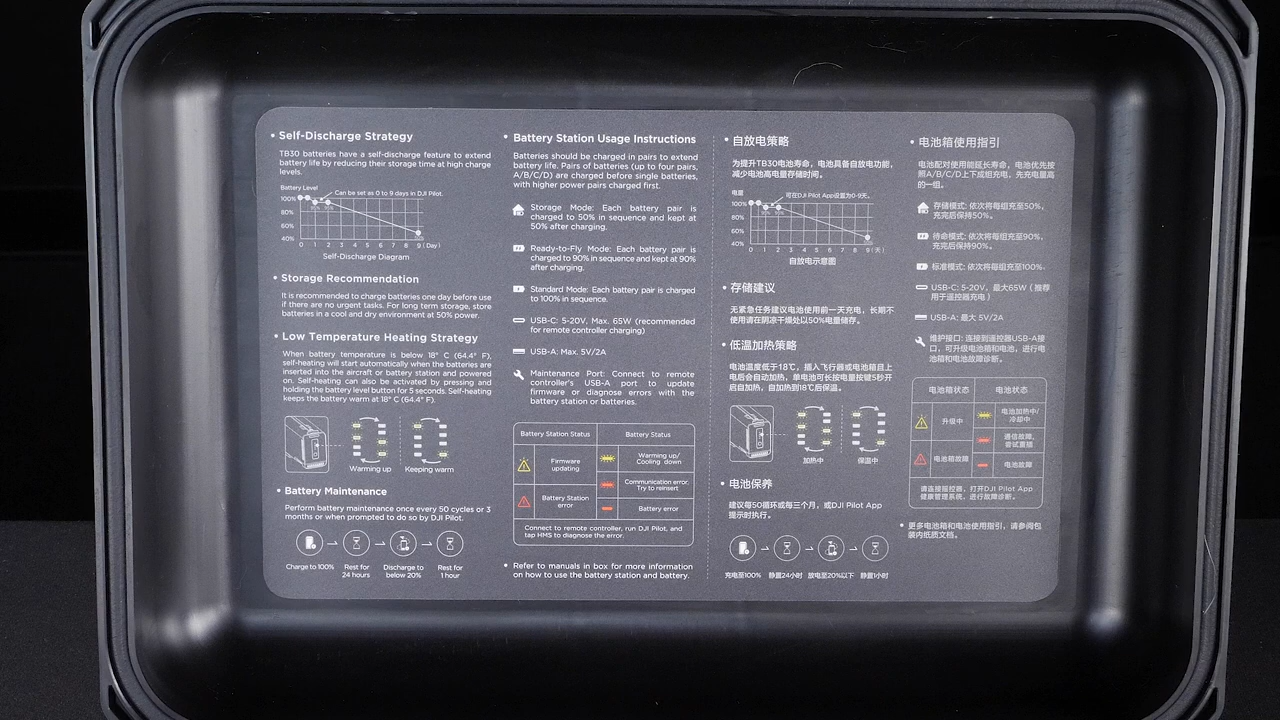 • Self-Discharge Strategy
TB30 batteries have a self-discharge feature to extend
battery life by reducing their storage time at high charge
levels.
Battery Level
Can be set as 0 to 9 days in DJI Pilot.
100%
80%
60%
40%
95%
95%
0 1 2 3 4 5 6 7 8 9 (Day)
Self-Discharge Diagram
• Storage Recommendation
It is recommended to charge batteries one day before use
if there are no urgent tasks. For long term storage, store
batteries in a cool and dry environment at 50% power.
• Low Temperature Heating Strategy
When battery temperature is below 18° C (64.4° F),
self-heating will start automatically when the batteries are
inserted into the aircraft or battery station and powered
on. Self-heating can also be activated by pressing and
holding the battery level button for 5 seconds. Self-heating
keeps the battery warm at 18° C (64.4° F).
Warming up
Keeping warm
• Battery Maintenance
Perform battery maintenance once every 50 cycles or 3
months or when prompted to do so by DJI Pilot.
Charge to 100%
Rest for
24 hours
Discharge to
below 20%
Rest for
1 hour
• Battery Station Usage Instructions
Batteries should be charged in pairs to extend
battery life. Pairs of batteries (up to four pairs,
A/B/C/D) are charged before single batteries,
with higher power pairs charged first.
Storage Mode: Each battery pair is
charged to 50% in sequence and kept at
50% after charging.
Ready-to-Fly Mode: Each battery pair is
charged to 90% in sequence and kept at 90%
after charging.
Standard Mode: Each battery pair is charged
to 100% in sequence.
USB-C: 5-20V, Max. 65W (recommended
for remote controller charging)
USB-A: Max. 5V/2A
Maintenance Port: Connect to remote
controller's USB-A port to update
firmware or diagnose errors with the
battery station or batteries.
Battery Station Status
Battery Status
Firmware
updating
Warming up/
Cooling down
Communication error.
Try to reinsert
Battery Station
error
Battery error
Connect to remote controller, run DJI Pilot, and
tap HMS to diagnose the error.
• Refer to manuals in box for more information
on how to use the battery station and battery.
• 自放电策略
为提升TB30电池寿命，电池具备自放电功能，
减少电池高电量存储时间。
电量
可在DJI Pilot App设置为0-9天。
100%
80%
60%
40%
95%
95%
0 1 2 3 4 5 6 7 8 9 (天)
自放电示意图
• 存储建议
无紧急任务建议电池使用前一天充电，长期不
使用请在阴凉干燥处以50%电量储存。
• 低温加热策略
电池温度低于18℃，插入飞行器或电池箱且上
电后会自动加热，单电池可长按电量按键5秒开
启自加热，自加热到18℃后保温。
加热中
保温中
• 电池保养
建议每50循环或每三个月，或DJI Pilot App
提示时执行。
充电至100%
静置24小时
放电至20%以下
静置1小时
• 电池箱使用指引
电池配对使用能延长寿命，电池优先按
照A/B/C/D上下成组充电，先充电量高
的一组。
存储模式: 依次将每组充至50%,
充完后保持50%。
待命模式: 依次将每组充至90%,
充完后保持90%。
标准模式: 依次将每组充至100%.
USB-C: 5-20V，最大65W（推荐
用于遥控器充电）
USB-A: 最大 5V/2A
维护接口: 连接到遥控器USB-A接
口，可升级电池箱和电池，进行电
池箱和电池故障诊断。
电池箱状态
电池状态
升级中
电池加热中/
冷却中
通信故障,
尝试重插
电池箱故障
电池故障
请连接摇控器，打开DJI Pilot App
健康管理系统，进行故障诊断。
• 更多电池箱和电池使用指引，请参阅包
装内纸质文档。